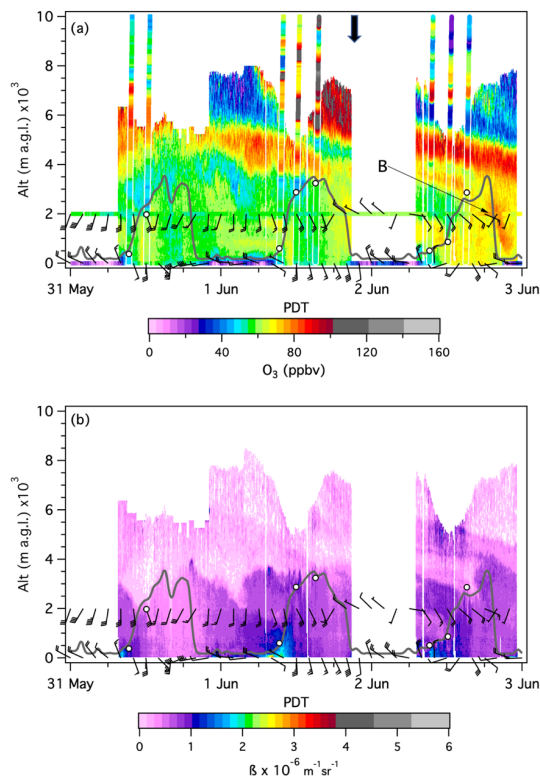 (a)
10
8
6
4
2
0
Alt (m a.g.l.) x10³
B
31 May
1 Jun
2 Jun
3 Jun
PDT
0
40
80
120
160
O₃ (ppbv)
(b)
10
8
6
4
2
0
Alt (m a.g.l.) x10³
31 May
1 Jun
2 Jun
3 Jun
PDT
0
1
2
3
4
5
6
ß x 10⁻⁶ m⁻¹sr⁻¹